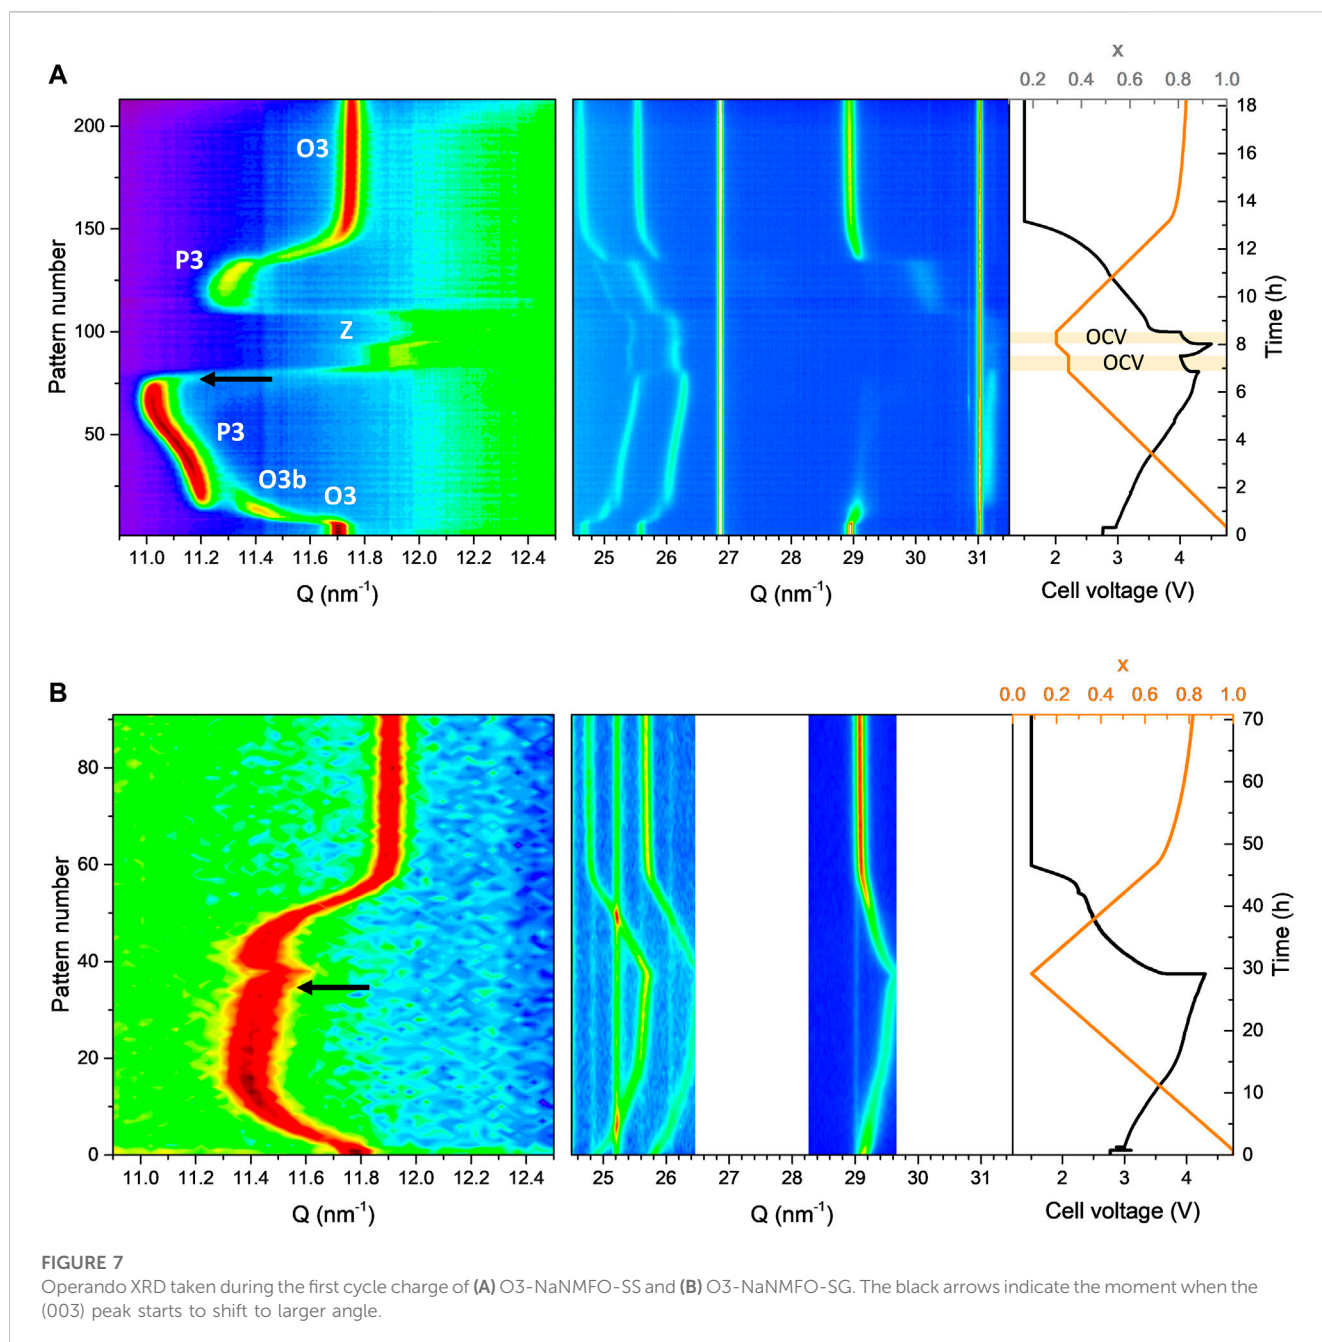 A
x
0.2 0.4 0.6 0.8 1.0
200
150
100
50
Pattern number
O3
P3
Z
P3
O3b
O3
11.0 11.2 11.4 11.6 11.8 12.0 12.2 12.4
Q (nm⁻¹)
25 26 27 28 29 30 31
Q (nm⁻¹)
OCV
OCV
18
16
14
12
10
8
6
4
2
0
Time (h)
2 3 4
Cell voltage (V)
B
x
0.0 0.2 0.4 0.6 0.8 1.0
80
60
40
20
0
Pattern number
11.0 11.2 11.4 11.6 11.8 12.0 12.2 12.4
Q (nm⁻¹)
25 26 27 28 29 30 31
Q (nm⁻¹)
70
60
50
40
30
20
10
0
Time (h)
2 3 4
Cell voltage (V)
FIGURE 7
Operando XRD taken during the first cycle charge of (A) O3-NaNMFO-SS and (B) O3-NaNMFO-SG. The black arrows indicate the moment when the
(003) peak starts to shift to larger angle.